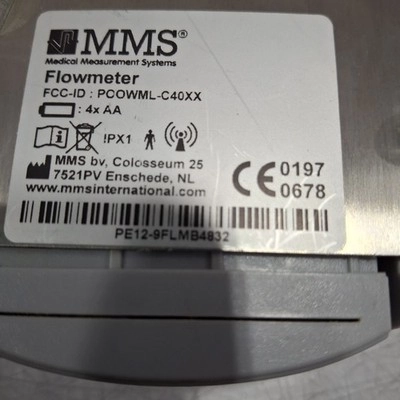 MMS®
Medical Measurement Systems
Flowmeter
FCC-ID : PCOWML-C40XX
: 4x AA
IPX1
MMS bv, Colosseum 25
7521PV Enschede, NL
www.mmsinternational.com
CE 0197
0678
PE12-9FLMB4832